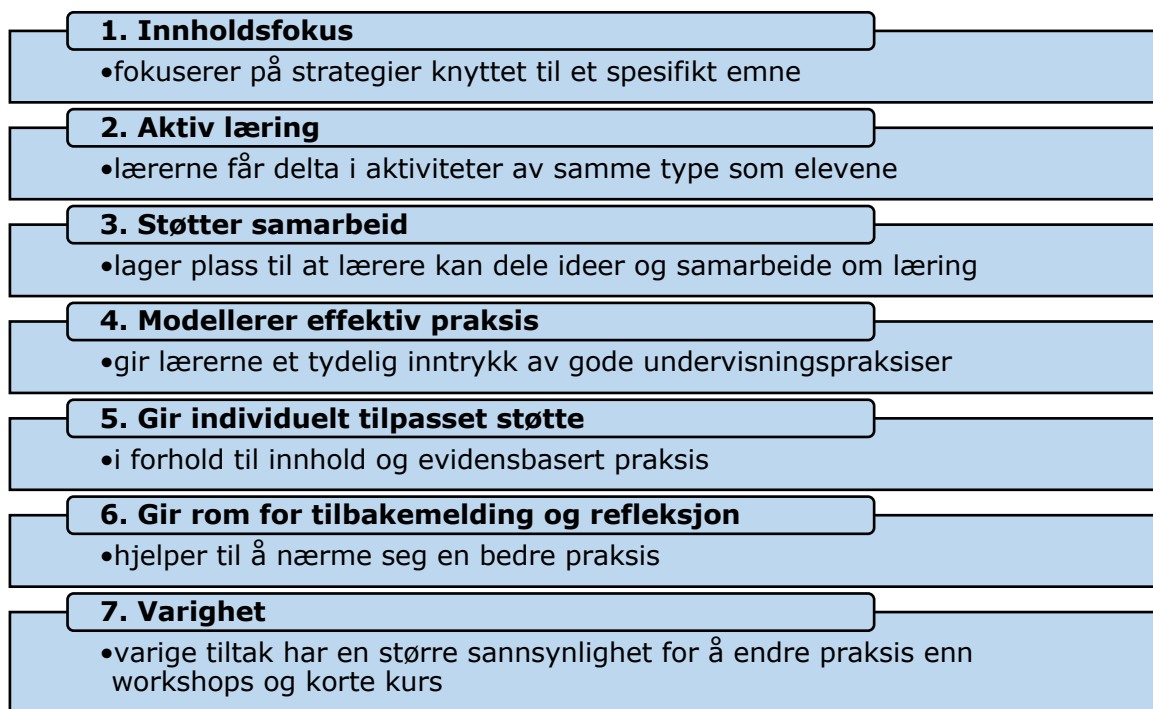 1. Innholdsfokus
•fokuserer på strategier knyttet til et spesifikt emne
2. Aktiv læring
•lærerne får delta i aktiviteter av samme type som elevene
3. Støtter samarbeid
•lager plass til at lærere kan dele ideer og samarbeide om læring
4. Modellerer effektiv praksis
•gir lærerne et tydelig inntrykk av gode undervisningspraksiser
5. Gir individuelt tilpasset støtte
•i forhold til innhold og evidensbasert praksis
6. Gir rom for tilbakemelding og refleksjon
•hjelper til å nærme seg en bedre praksis
7. Varighet
•varige tiltak har en større sannsynlighet for å endre praksis enn
workshops og korte kurs